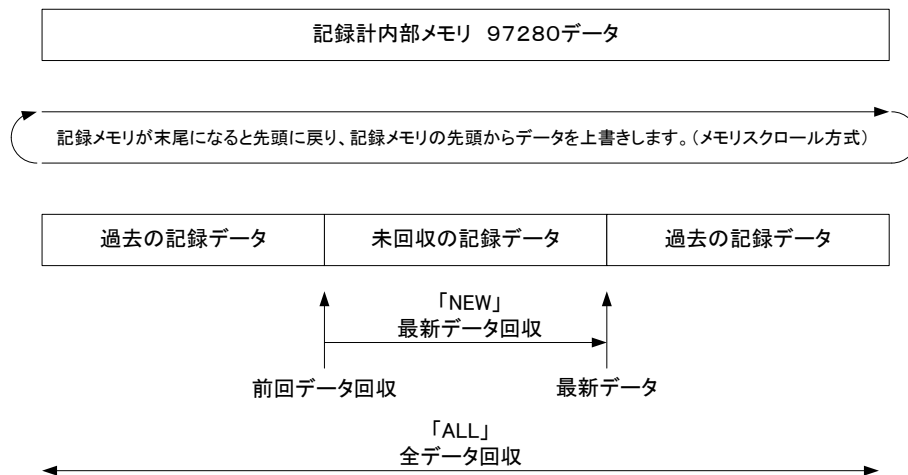 記録計内部メモリ 97280データ
記録メモリが末尾になると先頭に戻り、記録メモリの先頭からデータを上書きします。(メモリスクロール方式)
過去の記録データ 未回収の記録データ 過去の記録データ
「NEW」
最新データ回収
前回データ回収 最新データ
「ALL」
全データ回収